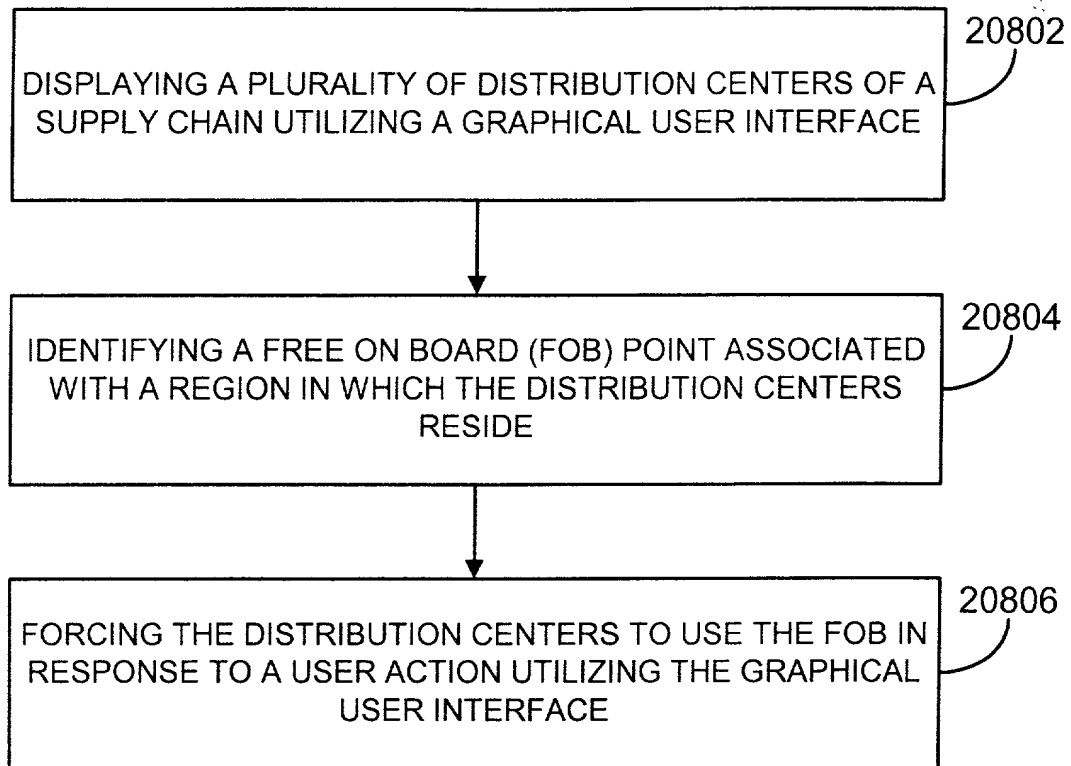 20802
DISPLAYING A PLURALITY OF DISTRIBUTION CENTERS OF A
SUPPLY CHAIN UTILIZING A GRAPHICAL USER INTERFACE
20804
IDENTIFYING A FREE ON BOARD (FOB) POINT ASSOCIATED
WITH A REGION IN WHICH THE DISTRIBUTION CENTERS
RESIDE
20806
FORCING THE DISTRIBUTION CENTERS TO USE THE FOB IN
RESPONSE TO A USER ACTION UTILIZING THE GRAPHICAL
USER INTERFACE